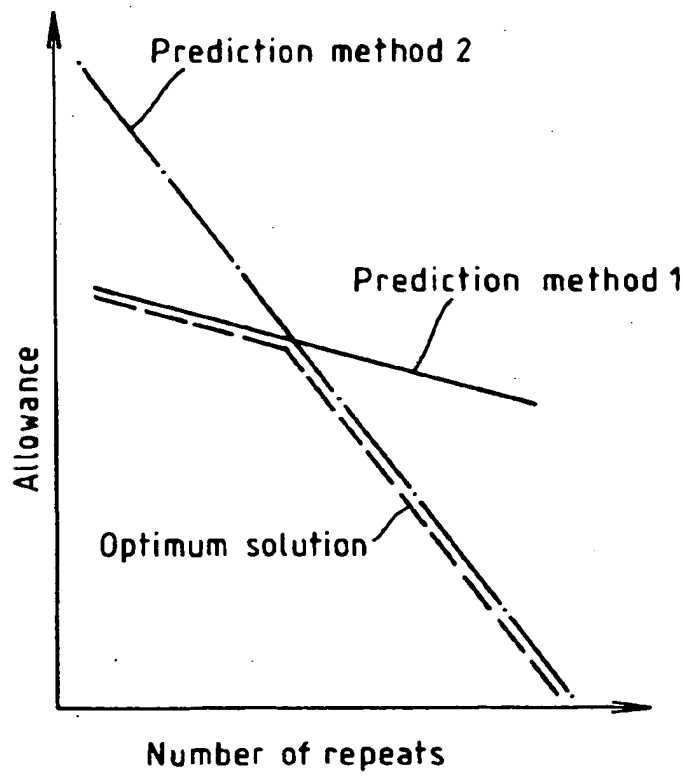 Prediction method 2
Prediction method 1
Allowance
Optimum solution
Number of repeats